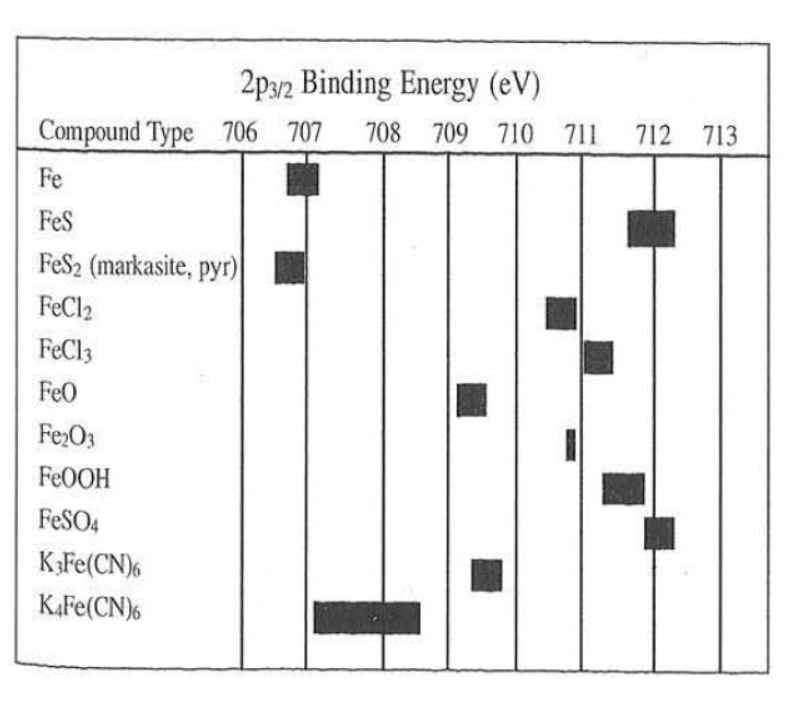 2p3/2 Binding Energy (eV)
Compound Type 706 707 708 709 710 711 712 713
Fe
FeS
FeS2 (markasite, pyr)
FeCl2
FeCl3
FeO
Fe2O3
FeOOH
FeSO4
K3Fe(CN)6
K4Fe(CN)6